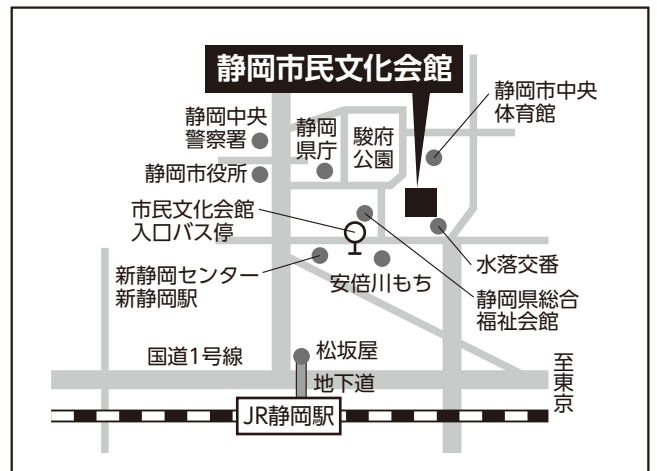 静岡市民文化会館
静岡市中央
体育館
静岡中央
警察署
静岡
県庁
駿府
公園
静岡市役所
市民文化会館
入口バス停
水落交番
新静岡センター
新静岡駅
安倍川もち
静岡県総合
福祉会館
国道1号線
松坂屋
至東京
地下道
JR静岡駅